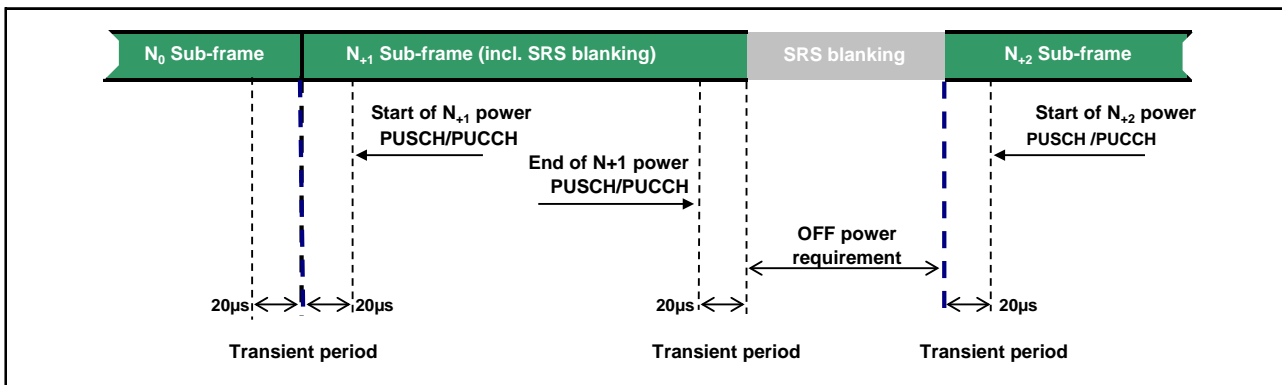 N₀ Sub-frame
N₊₁ Sub-frame (incl. SRS blanking)
SRS blanking
N₊₂ Sub-frame
Start of N₊₁ power
PUSCH/PUCCH
End of N+1 power
PUSCH/PUCCH
Start of N₊₂ power
PUSCH /PUCCH
OFF power
requirement
20µs
20µs
20µs
20µs
Transient period
Transient period
Transient period